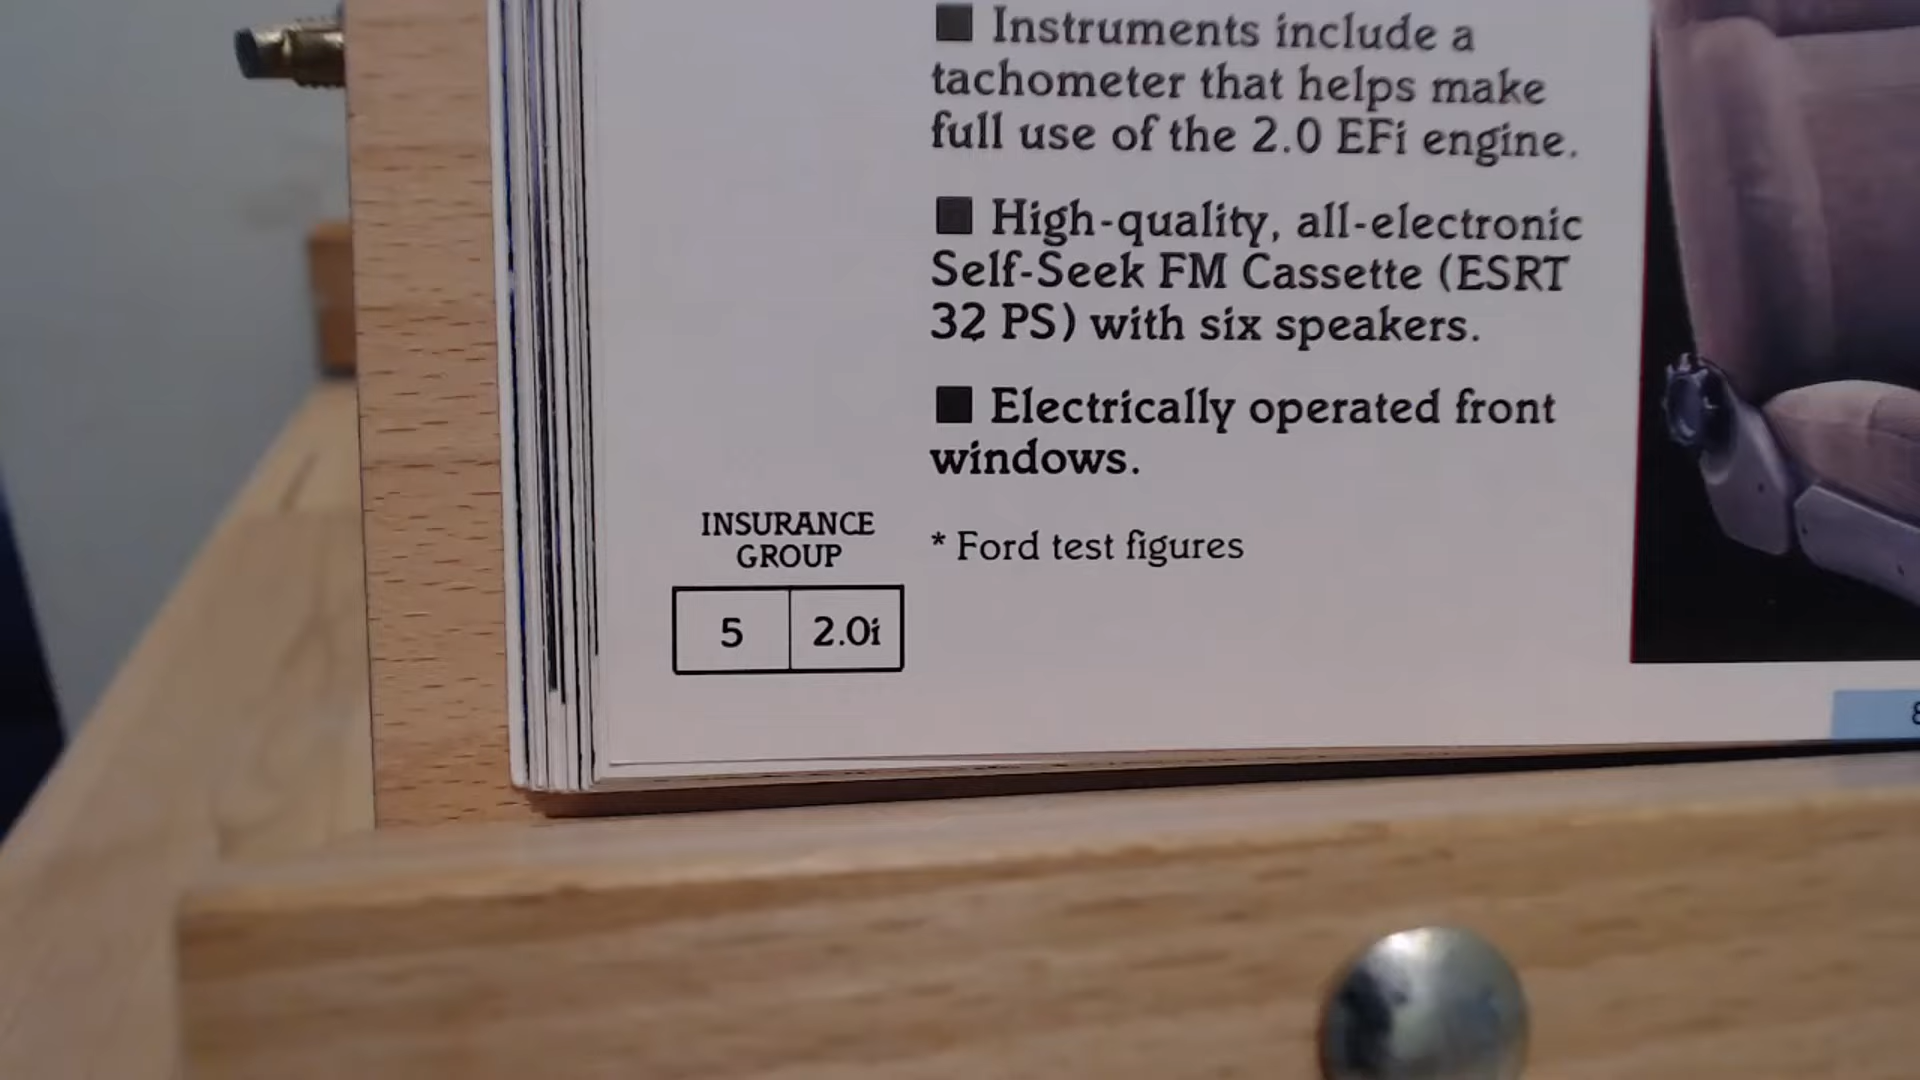 ■ Instruments include a
tachometer that helps make
full use of the 2.0 EFi engine.
■ High-quality, all-electronic
Self-Seek FM Cassette (ESRT
32 PS) with six speakers.
■ Electrically operated front
windows.
* Ford test figures
INSURANCE
GROUP
5 2.0i